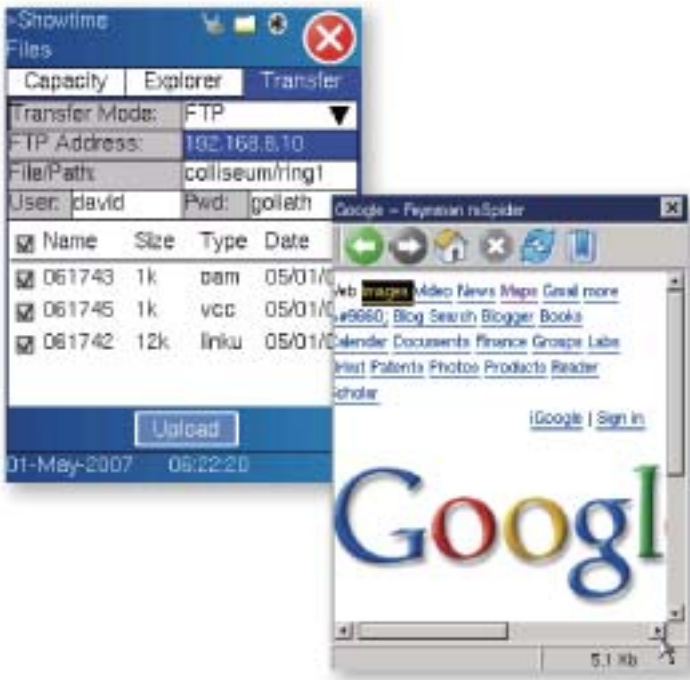 >Showtime
Files
Capacity Explorer Transfer
Transfer Mode: FTP
FTP Address: 192.168.8.10
File/Path: colliseum/ring1
User: david Pwd: goliath
Name Size Type Date
061743 1k 05/01/0
061745 1k vcc 05/01/0
061742 12k linku 05/01/0
Upload
01-May-2007 06:22:20
Google - Feynman
Web Images Video News Maps Gmail more
&#9660; Blog Search Blogger Books
Calendar Documents Finance Groups Labs
Patents Photos Products Reader
Scholar
iGoogle | Sign in
Googl
5.1 Kb